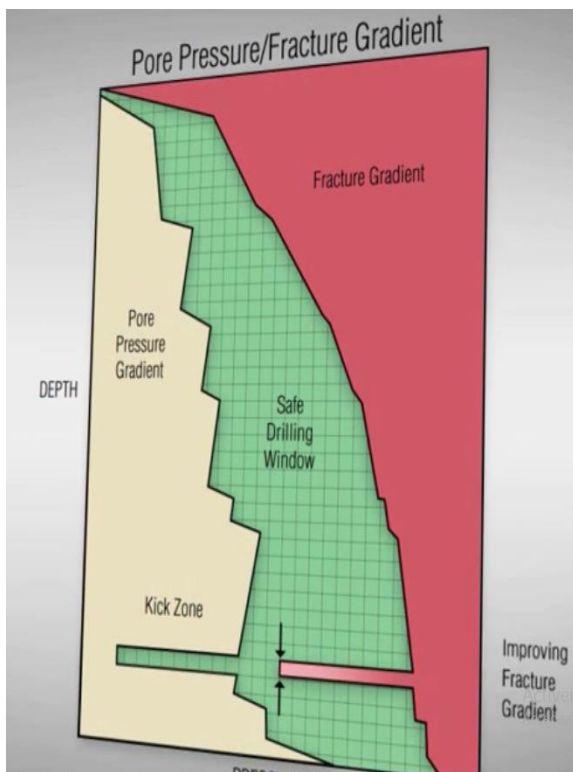 Pore Pressure/Fracture Gradient
Fracture Gradient
Pore
Pressure
Gradient
DEPTH
Safe
Drilling
Window
Kick Zone
Improving
Fracture
Gradient